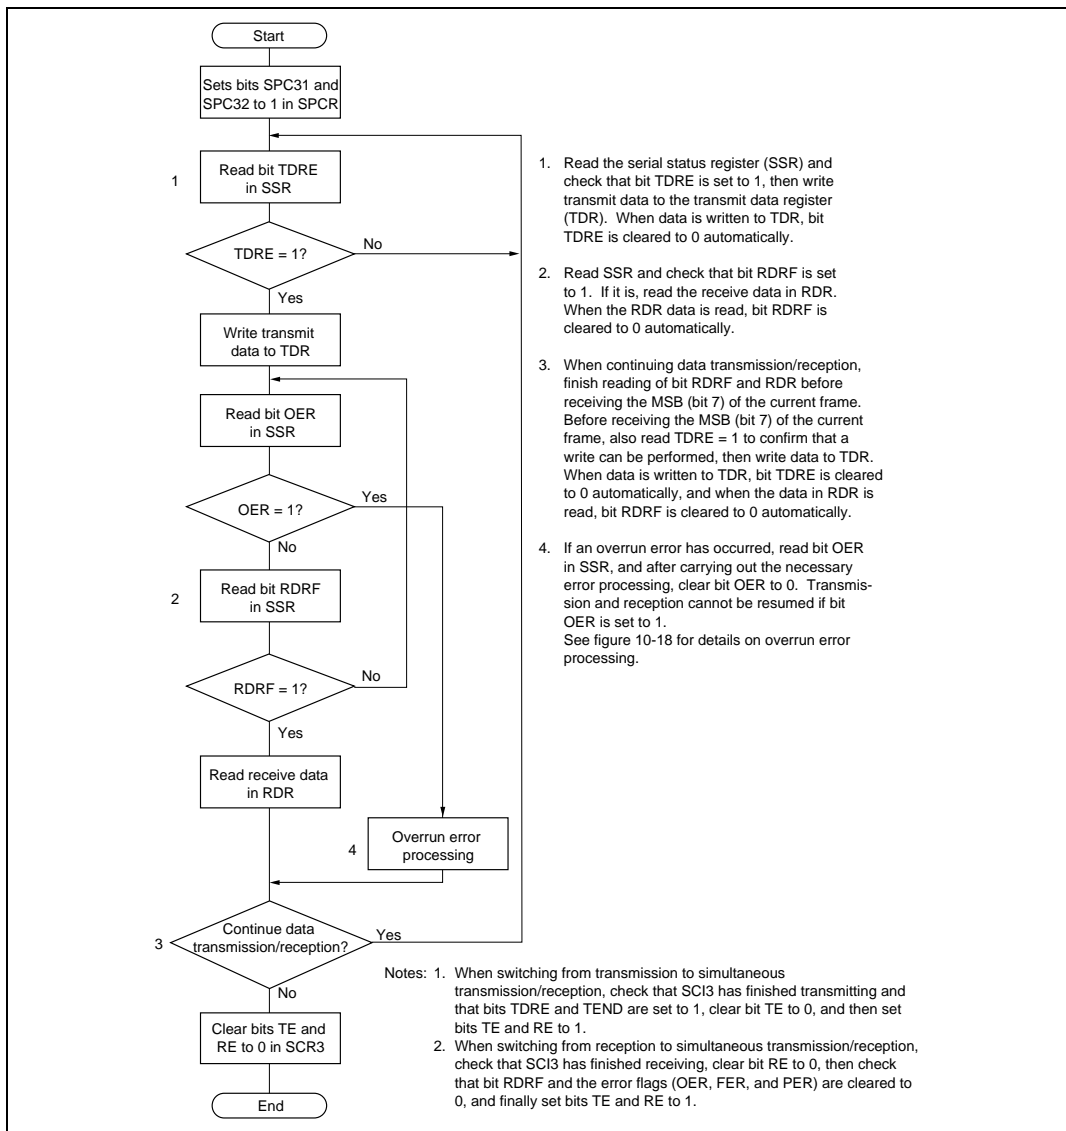 Start
Sets bits SPC31 and
SPC32 to 1 in SPCR
1
Read bit TDRE
in SSR
TDRE = 1?
No
Yes
Write transmit
data to TDR
Read bit OER
in SSR
OER = 1?
Yes
No
2
Read bit RDRF
in SSR
RDRF = 1?
No
Yes
Read receive data
in RDR
4
Overrun error
processing
3
Continue data
transmission/reception?
Yes
No
Clear bits TE and
RE to 0 in SCR3
End
1. Read the serial status register (SSR) and
check that bit TDRE is set to 1, then write
transmit data to the transmit data register
(TDR). When data is written to TDR, bit
TDRE is cleared to 0 automatically.
2. Read SSR and check that bit RDRF is set
to 1. If it is, read the receive data in RDR.
When the RDR data is read, bit RDRF is
cleared to 0 automatically.
3. When continuing data transmission/reception,
finish reading of bit RDRF and RDR before
receiving the MSB (bit 7) of the current frame.
Before receiving the MSB (bit 7) of the current
frame, also read TDRE = 1 to confirm that a
write can be performed, then write data to TDR.
When data is written to TDR, bit TDRE is cleared
to 0 automatically, and when the data in RDR is
read, bit RDRF is cleared to 0 automatically.
4. If an overrun error has occurred, read bit OER
in SSR, and after carrying out the necessary
error processing, clear bit OER to 0. Transmis-
sion and reception cannot be resumed if bit
OER is set to 1.
See figure 10-18 for details on overrun error
processing.
Notes: 1. When switching from transmission to simultaneous
transmission/reception, check that SCI3 has finished transmitting and
that bits TDRE and TEND are set to 1, clear bit TE to 0, and then set
bits TE and RE to 1.
2. When switching from reception to simultaneous transmission/reception,
check that SCI3 has finished receiving, clear bit RE to 0, then check
that bit RDRF and the error flags (OER, FER, and PER) are cleared to
0, and finally set bits TE and RE to 1.